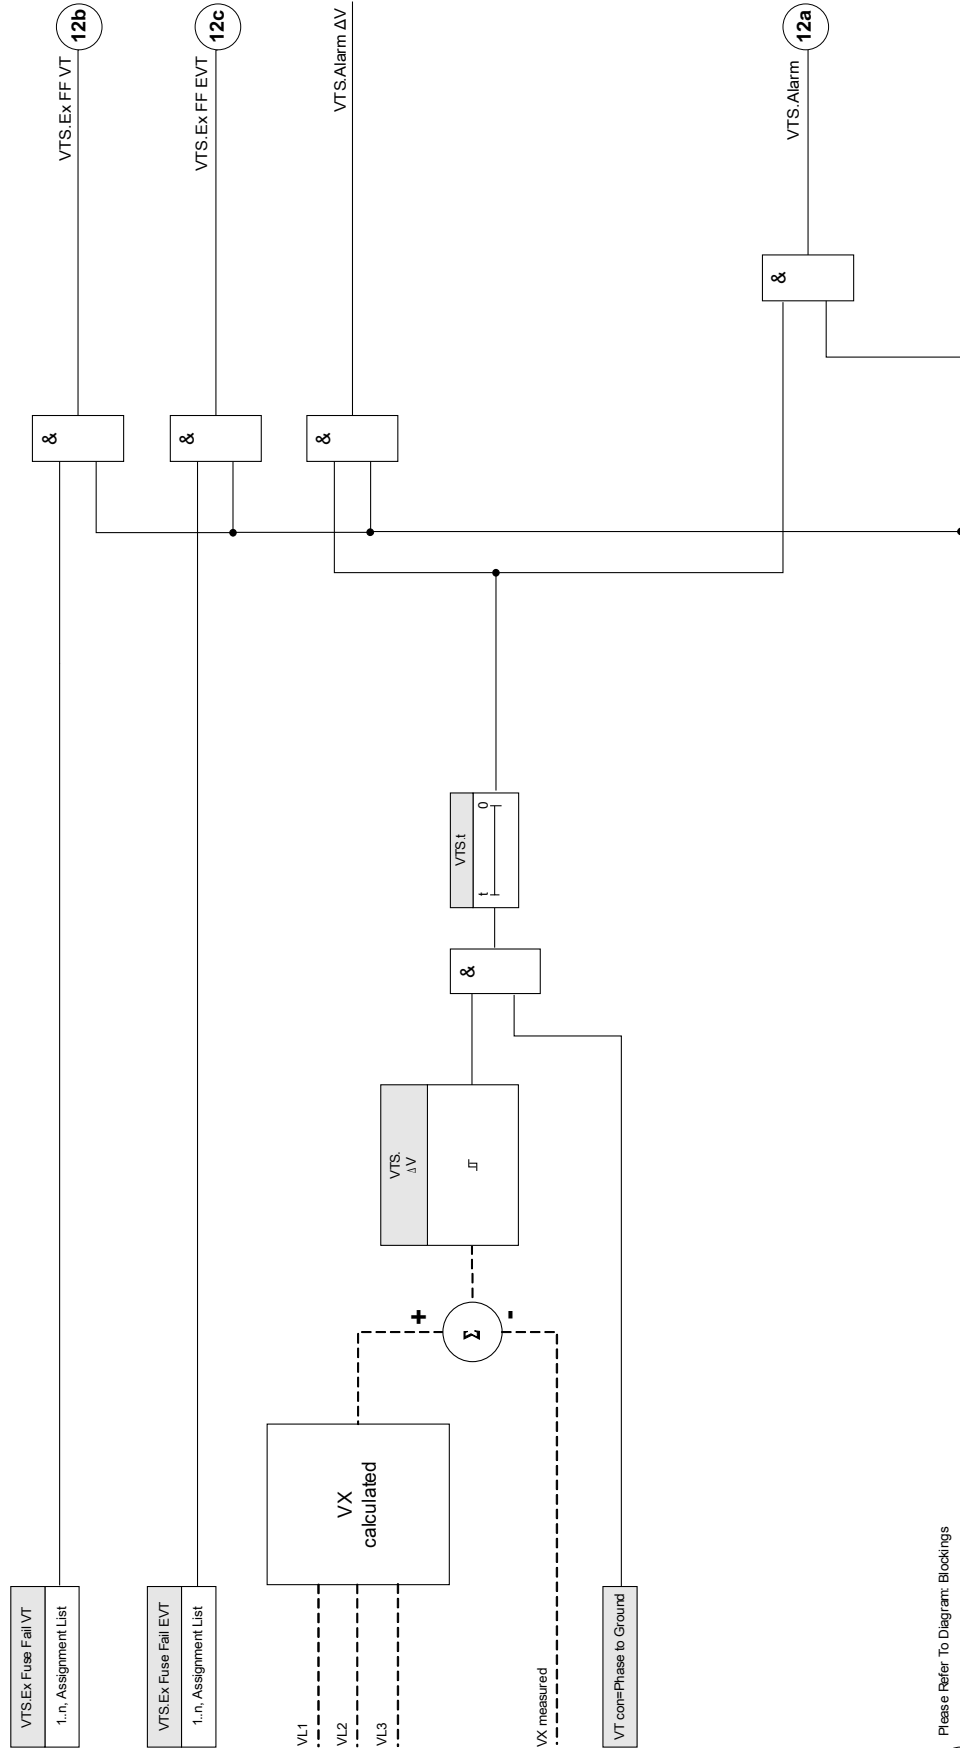 VTS.Ex Fuse Fail VT
1..n, Assignment List
&
VTS.Ex FF VT
12b
VTS.Ex Fuse Fail EVT
1..n, Assignment List
&
VTS.Ex FF EVT
12c
VL1
VL2
VL3
VX
calculated
&
VTS.Alarm ΔV
+
Σ
-
VTS.
ΔV
&
VTS.t
t
0
VX measured
VT con=Phase to Ground
&
VTS.Alarm
12a
Please Refer To Diagram: Blockings